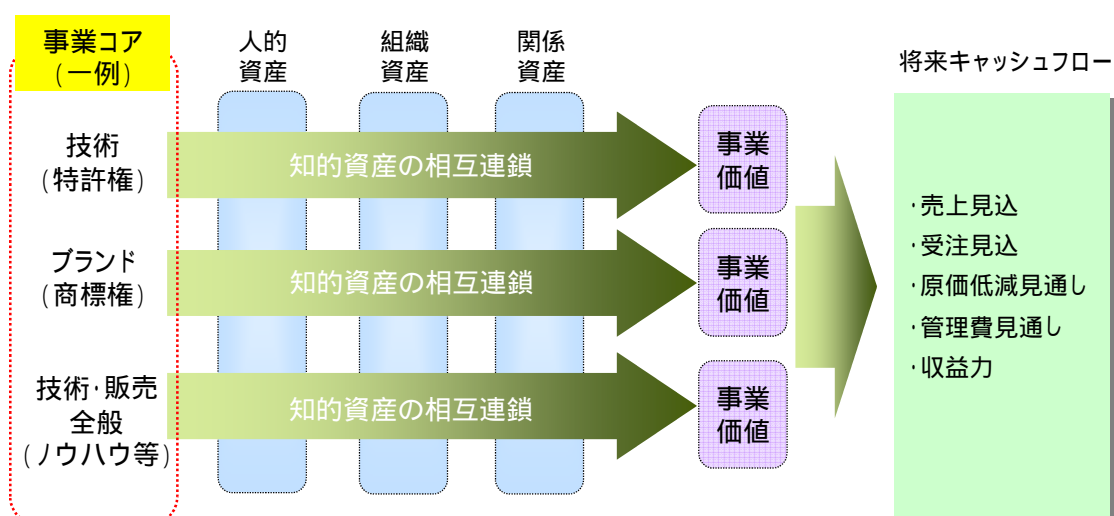 事業コア
(一例)
人的
資産
組織
資産
関係
資産
将来キャッシュフロー
技術
(特許権)
知的資産の相互連鎖
事業
価値
ブランド
(商標権)
知的資産の相互連鎖
事業
価値
技術・販売
全般
(ノウハウ等)
知的資産の相互連鎖
事業
価値
・売上見込
・受注見込
・原価低減見通し
・管理費見通し
・収益力